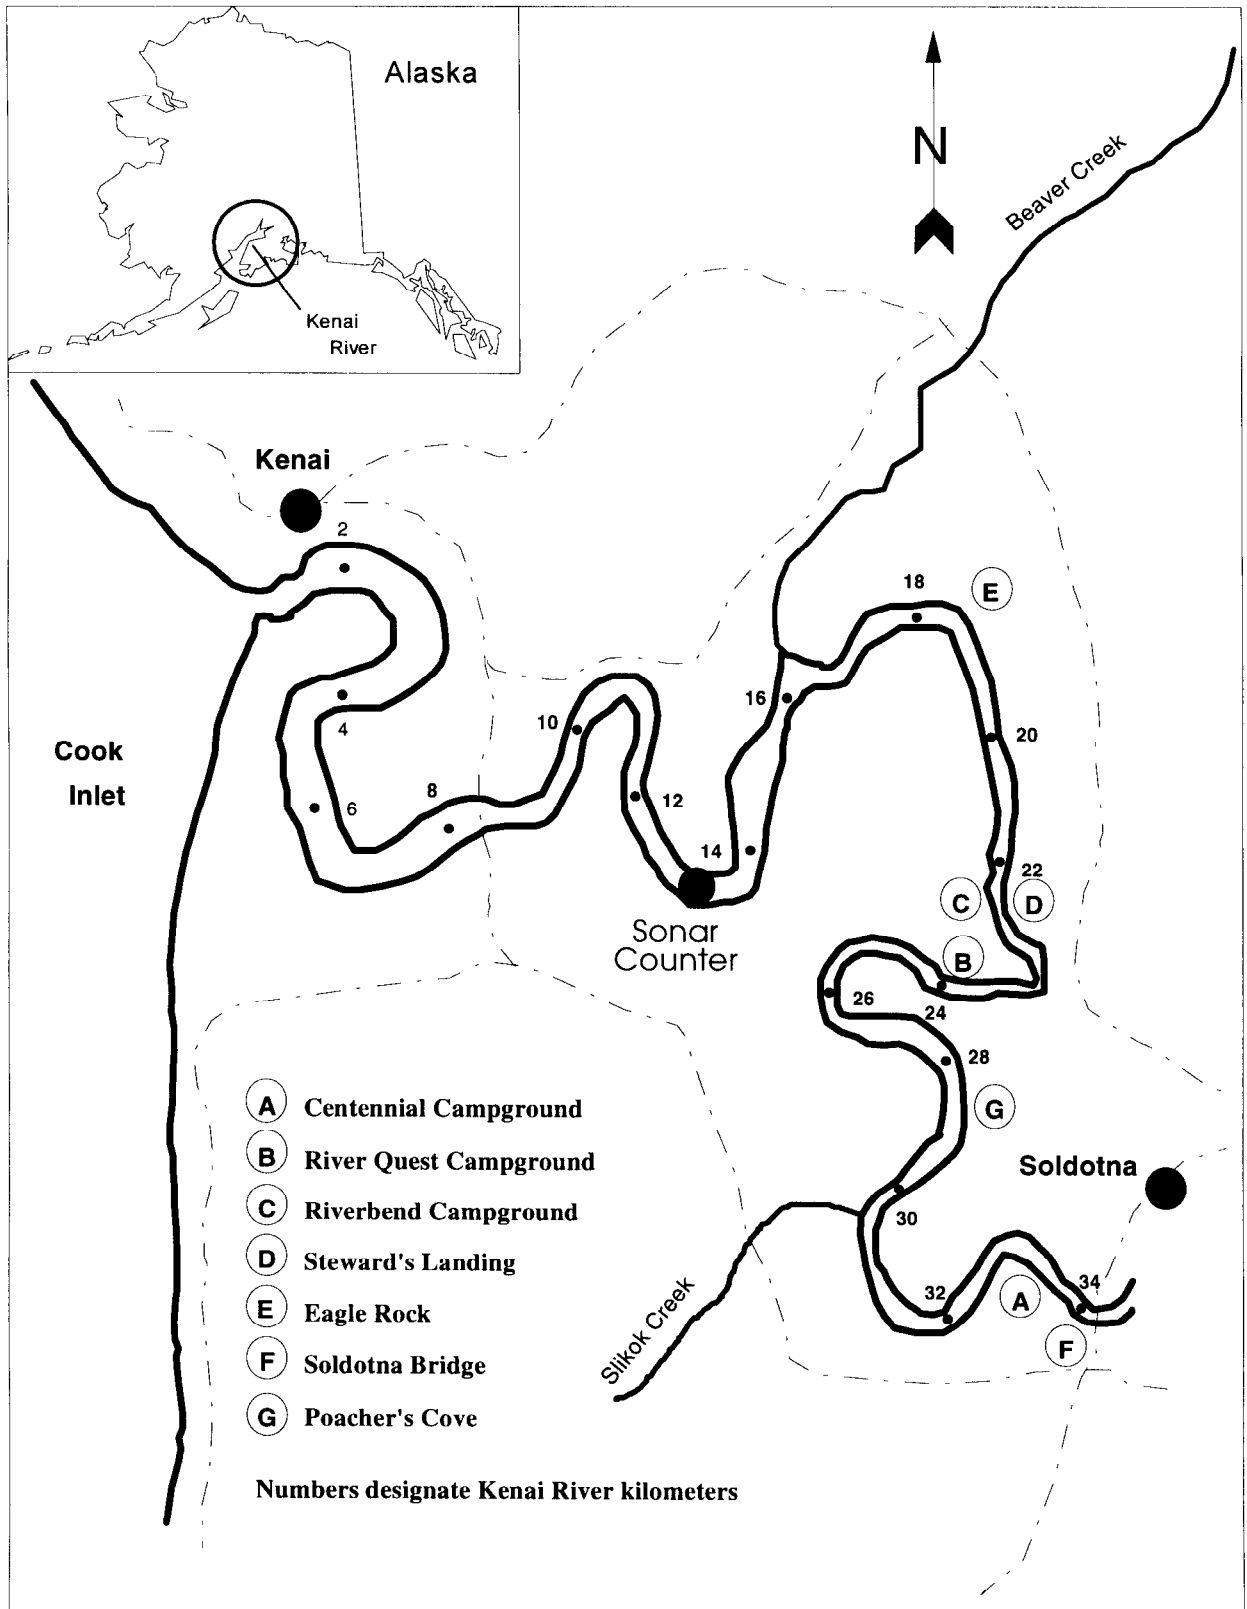 Alaska
Kenai
River
N
Beaver Creek
Kenai
2
18
E
4
16
10
20
Cook
Inlet
8
6
12
14
22
C
D
Sonar
Counter
B
26
24
28
A Centennial Campground
G
B River Quest Campground
Soldotna
C Riverbend Campground
30
D Steward's Landing
Slikok Creek
32
34
A
E Eagle Rock
F
F Soldotna Bridge
G Poacher's Cove
Numbers designate Kenai River kilometers